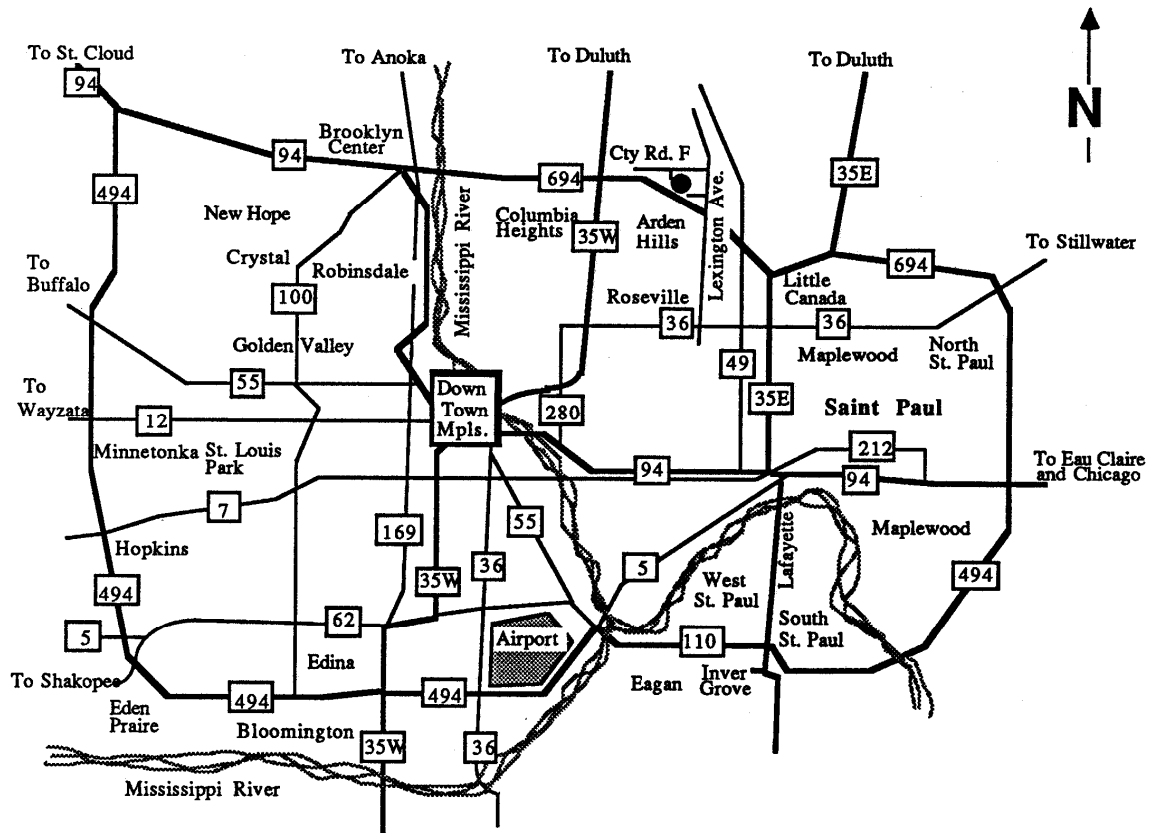 To St. Cloud
94
To Anoka
To Duluth
To Duluth
N
Brooklyn
Center
94
Cty Rd. F
694
35E
494
Mississippi River
Lexington Ave.
New Hope
Columbia
Heights
35W
Arden
Hills
To Stillwater
To
Buffalo
Crystal
Robinsdale
694
100
Little
Canada
Roseville
36
36
Golden Valley
Maplewood
North
St. Paul
49
To
Wayzata
55
Down
Town
Mpls.
12
280
35E
Saint Paul
Minnetonka
St. Louis
Park
212
94
94
To Eau Claire
and Chicago
7
55
169
Maplewood
Hopkins
36
5
Lafayette
494
35W
West
St. Paul
494
5
62
Airport
South
St. Paul
110
Edina
To Shakopee
Eagan
Inver
Grove
494
494
Eden
Praire
Bloomington
35W
36
Mississippi River